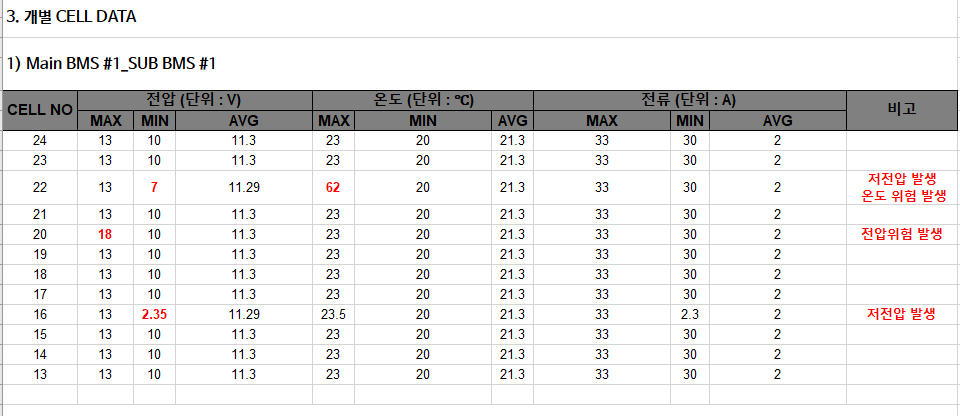 3. 개별 CELL DATA
1) Main BMS #1_SUB BMS #1
CELL NO 전압 (단위 : V) 온도 (단위 : ℃) 전류 (단위 : A) 비고
MAX MIN AVG MAX MIN AVG MAX MIN AVG
24 13 10 11.3 23 20 21.3 33 30 2
23 13 10 11.3 23 20 21.3 33 30 2
22 13 7 11.29 62 20 21.3 33 30 2 저전압 발생
온도 위험 발생
21 13 10 11.3 23 20 21.3 33 30 2
20 18 10 11.3 23 20 21.3 33 30 2 전압위험 발생
19 13 10 11.3 23 20 21.3 33 30 2
18 13 10 11.3 23 20 21.3 33 30 2
17 13 10 11.3 23 20 21.3 33 30 2
16 13 2.35 11.29 23.5 20 21.3 33 2.3 2 저전압 발생
15 13 10 11.3 23 20 21.3 33 30 2
14 13 10 11.3 23 20 21.3 33 30 2
13 13 10 11.3 23 20 21.3 33 30 2